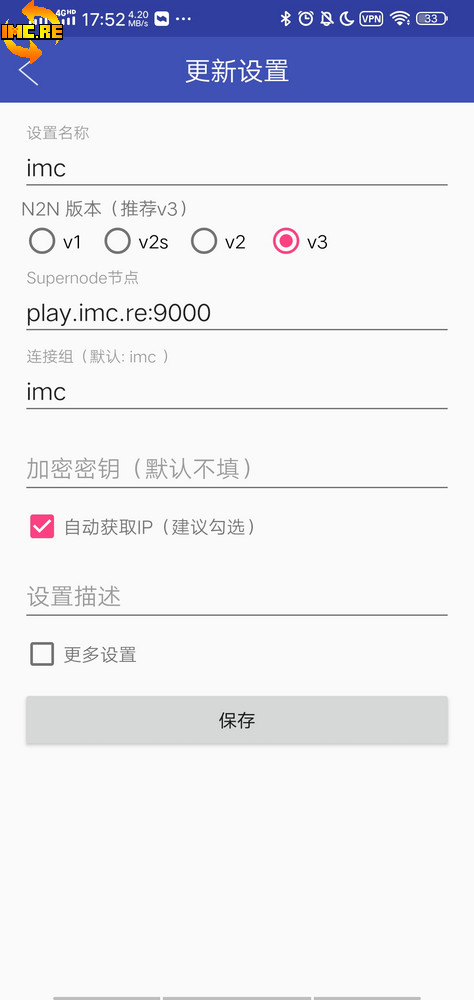 4GHD 17:52 4.20 MB/s VPN 33
IMC.RE
更新设置
设置名称
imc
N2N 版本（推荐v3）
v1 v2s v2 v3
Supernode节点
play.imc.re:9000
连接组（默认: imc ）
imc
加密密钥（默认不填）
自动获取IP（建议勾选）
设置描述
更多设置
保存